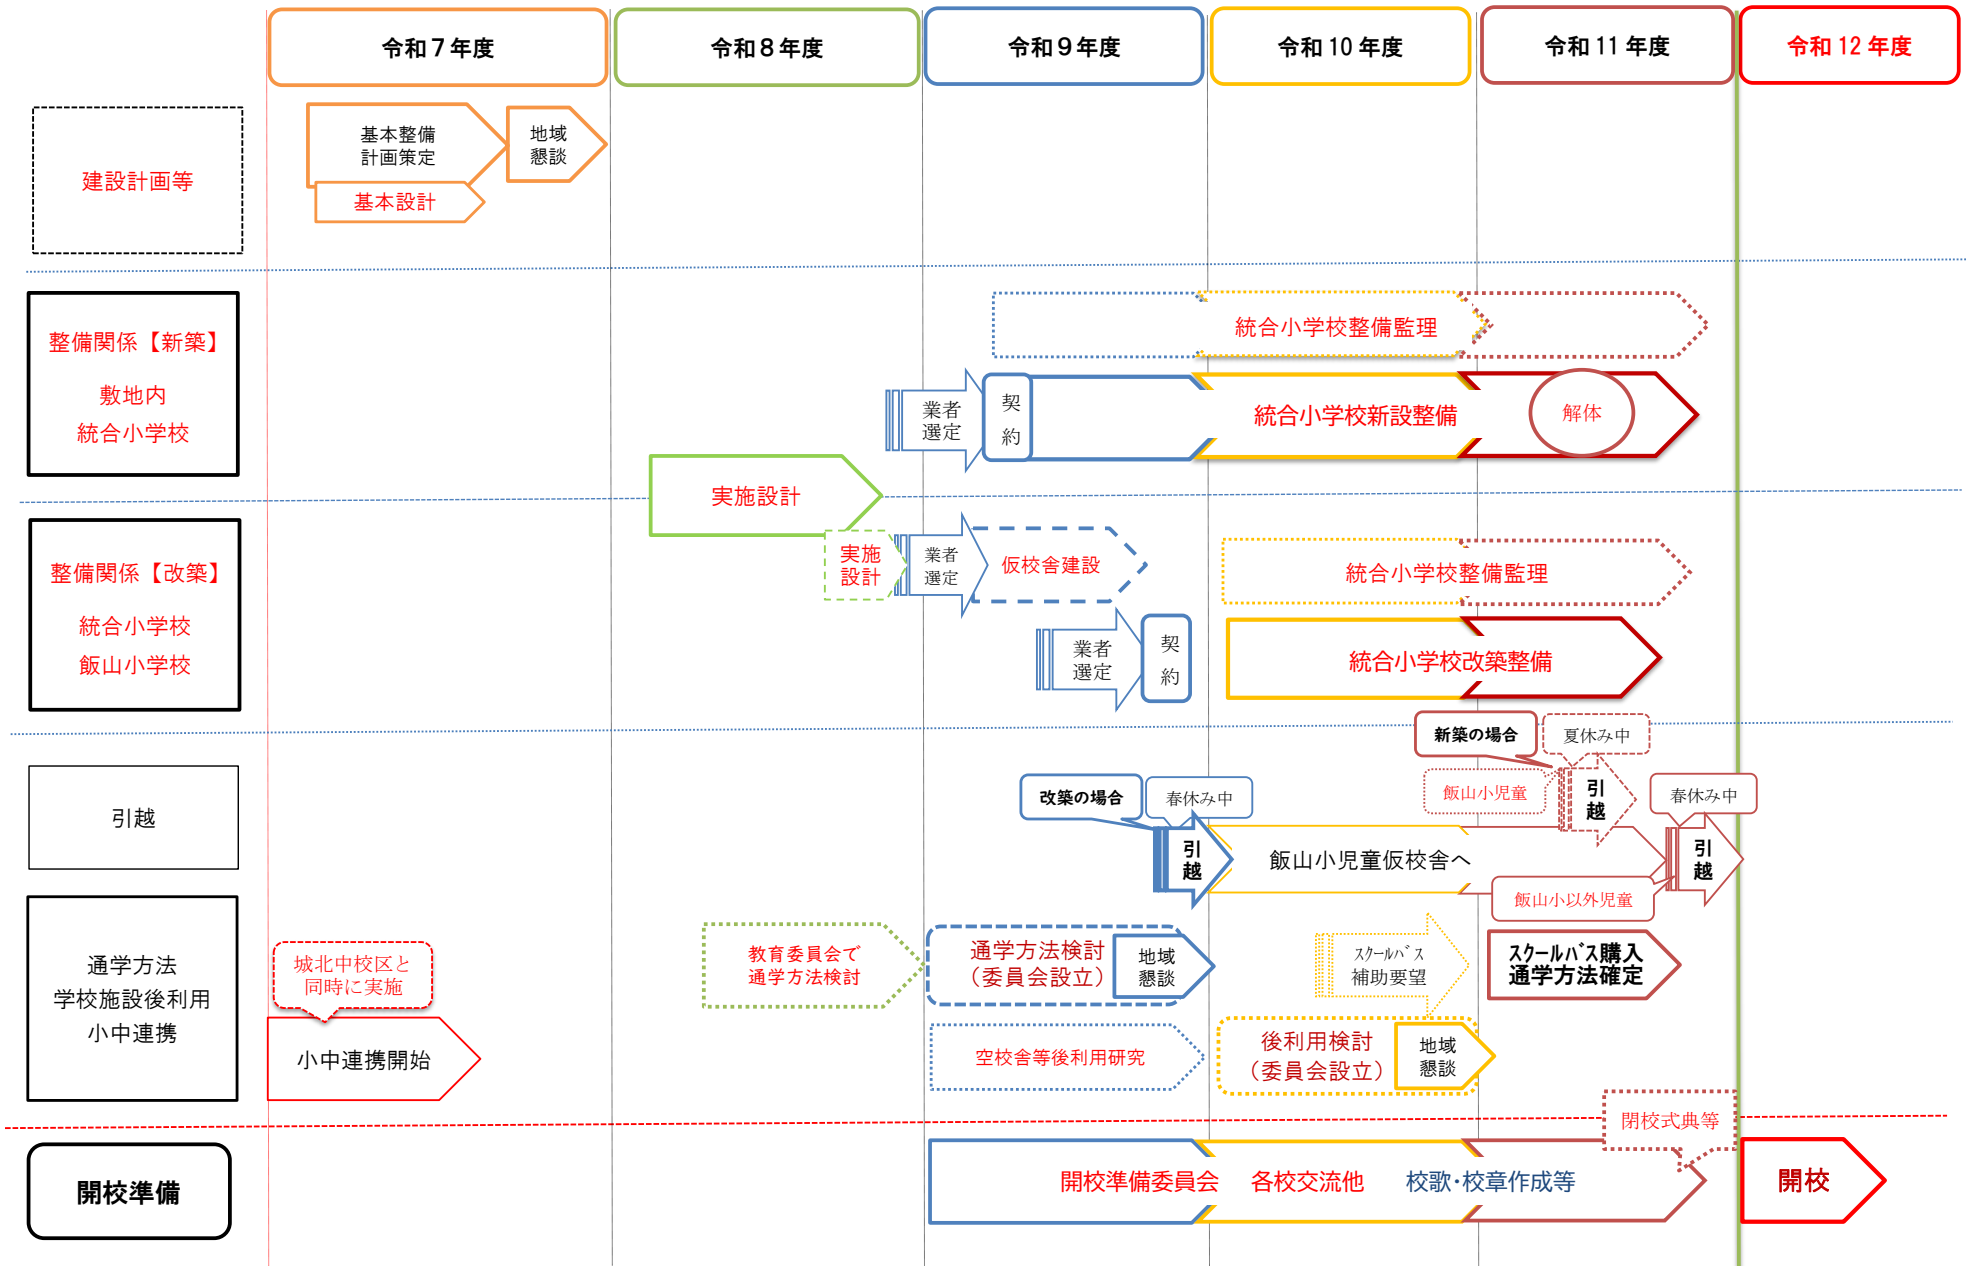 令和７年度
令和８年度
令和９年度
令和 10 年度
令和 11 年度
令和 12 年度
建設計画等
基本整備
計画策定
地域
懇談
基本設計
整備関係【新築】
敷地内
統合小学校
統合小学校整備監理
業者
選定
契
約
統合小学校新設整備
解体
実施設計
整備関係【改築】
統合小学校
飯山小学校
実施
設計
業者
選定
仮校舎建設
統合小学校整備監理
業者
選定
契
約
統合小学校改築整備
引越
新築の場合
夏休み中
飯山小児童
引
越
改築の場合
春休み中
春休み中
引
越
飯山小児童仮校舎へ
引
越
飯山小以外児童
通学方法
学校施設後利用
小中連携
城北中校区と
同時に実施
小中連携開始
教育委員会で
通学方法検討
通学方法検討
（委員会設立）
地域
懇談
ｽｸｰﾙﾊﾞｽ
補助要望
ｽｸｰﾙﾊﾞｽ購入
通学方法確定
空校舎等後利用研究
後利用検討
（委員会設立）
地域
懇談
閉校式典等
開校準備
開校準備委員会
各校交流他
校歌・校章作成等
開校